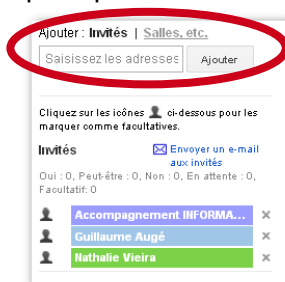 Ajouter : Invités | Salles, etc.
Saisissez les adresses Ajouter
Cliquez sur les icônes ci-dessous pour les
marquer comme facultatives.
Invités Envoyer un e-mail
aux invités
Oui : 0, Peut-être : 0, Non : 0, En attente : 0,
Facultatif: 0
Accompagnement INFORMA... ×
Guillaume Augé ×
Nathalie Vieira ×